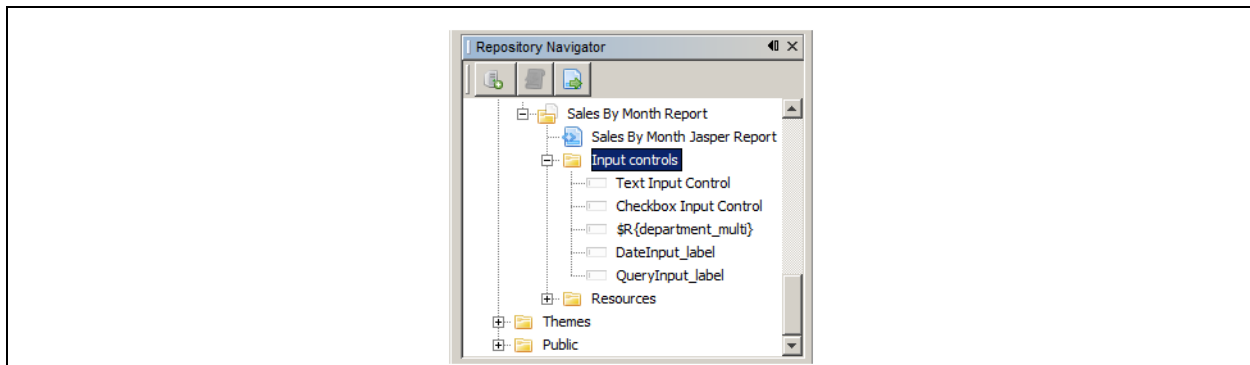 Repository Navigator
Sales By Month Report
Sales By Month Jasper Report
Input controls
Text Input Control
Checkbox Input Control
$R{department_multi}
DateInput_label
QueryInput_label
Resources
Themes
Public